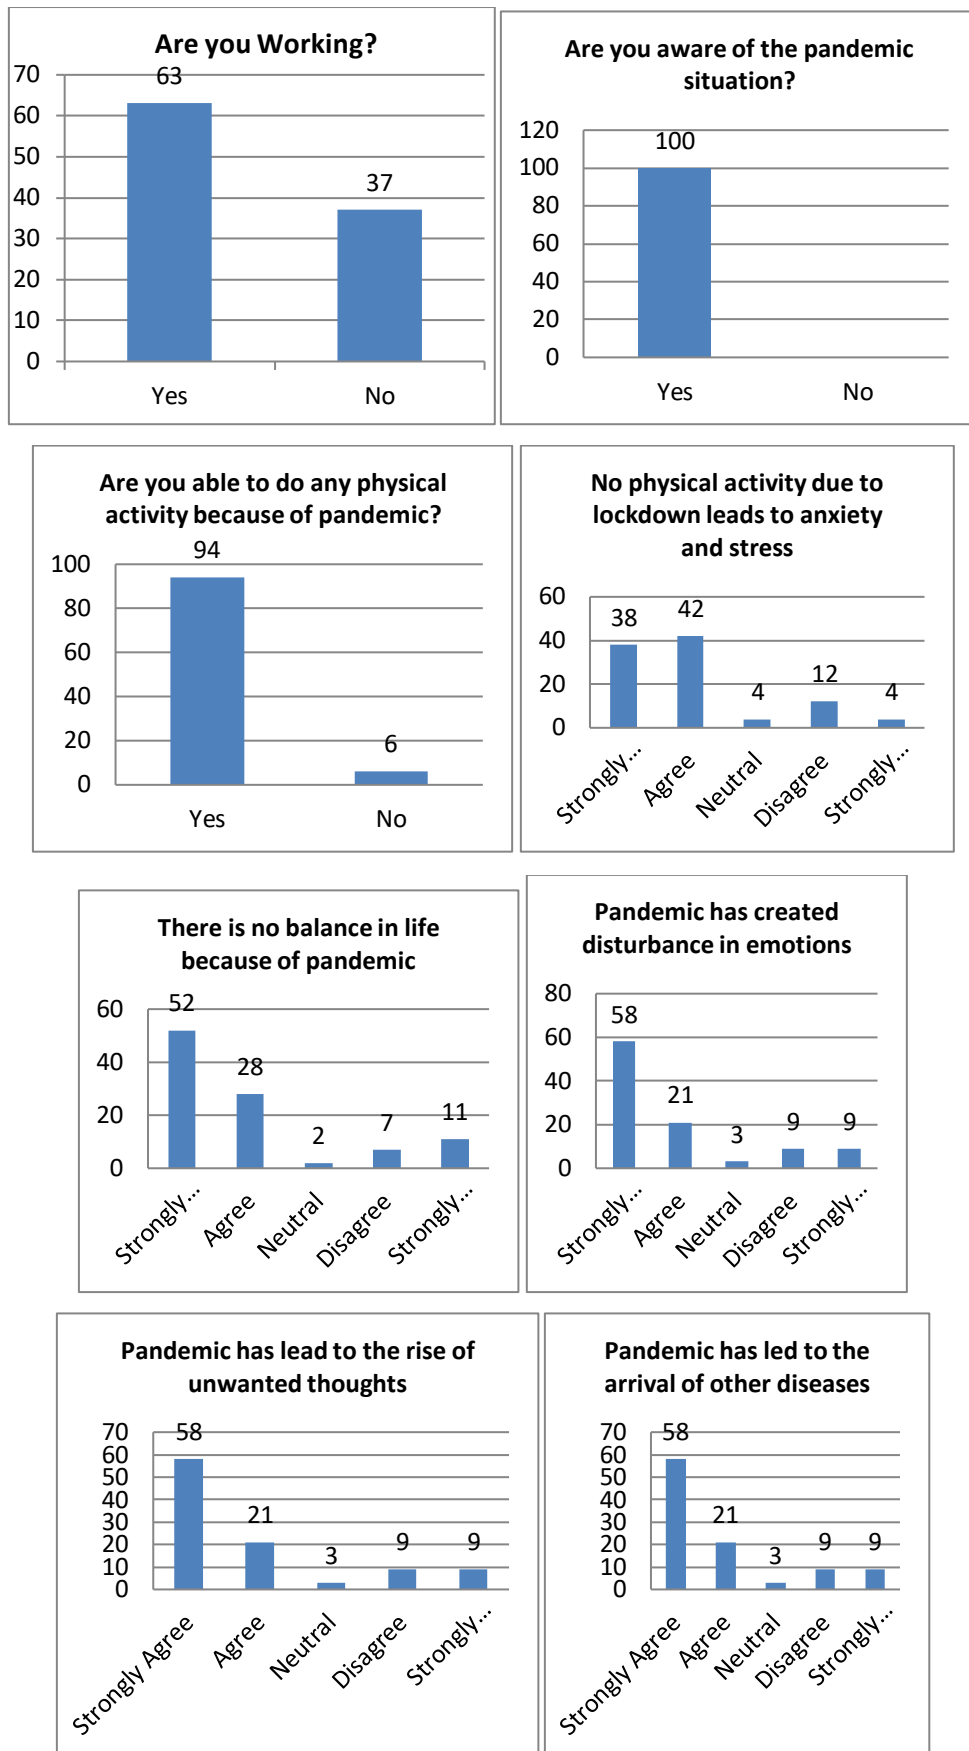 Are you Working?
70
60
50
40
30
20
10
0
63
37
Yes
No
Are you aware of the pandemic
situation?
120
100
80
60
40
20
0
100
Yes
No
Are you able to do any physical
activity because of pandemic?
100
80
60
40
20
0
94
6
Yes
No
No physical activity due to
lockdown leads to anxiety
and stress
60
40
20
0
38
42
4
12
4
Strongly...
Agree
Neutral
Disagree
Strongly...
There is no balance in life
because of pandemic
60
40
20
0
52
28
2
7
11
Strongly...
Agree
Neutral
Disagree
Strongly...
Pandemic has created
disturbance in emotions
80
60
40
20
0
58
21
3
9
9
Strongly...
Agree
Neutral
Disagree
Strongly...
Pandemic has lead to the rise of
unwanted thoughts
70
60
50
40
30
20
10
0
58
21
3
9
9
Strongly Agree
Agree
Neutral
Disagree
Strongly...
Pandemic has led to the
arrival of other diseases
70
60
50
40
30
20
10
0
58
21
3
9
9
Strongly Agree
Agree
Neutral
Disagree
Strongly...